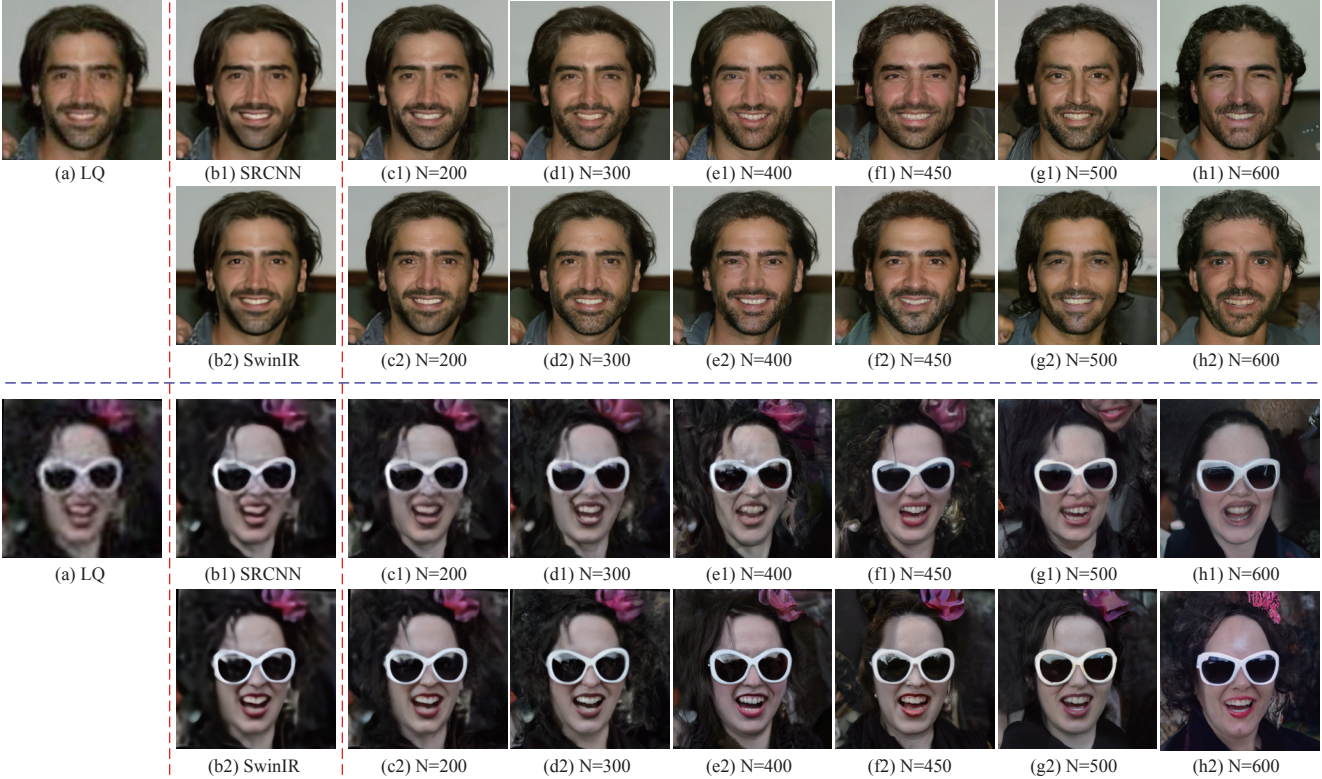 (a) LQ (b1) SRCNN (c1) N=200 (d1) N=300 (e1) N=400 (f1) N=450 (g1) N=500 (h1) N=600
(b2) SwinIR (c2) N=200 (d2) N=300 (e2) N=400 (f2) N=450 (g2) N=500 (h2) N=600
(a) LQ (b1) SRCNN (c1) N=200 (d1) N=300 (e1) N=400 (f1) N=450 (g1) N=500 (h1) N=600
(b2) SwinIR (c2) N=200 (d2) N=300 (e2) N=400 (f2) N=450 (g2) N=500 (h2) N=600